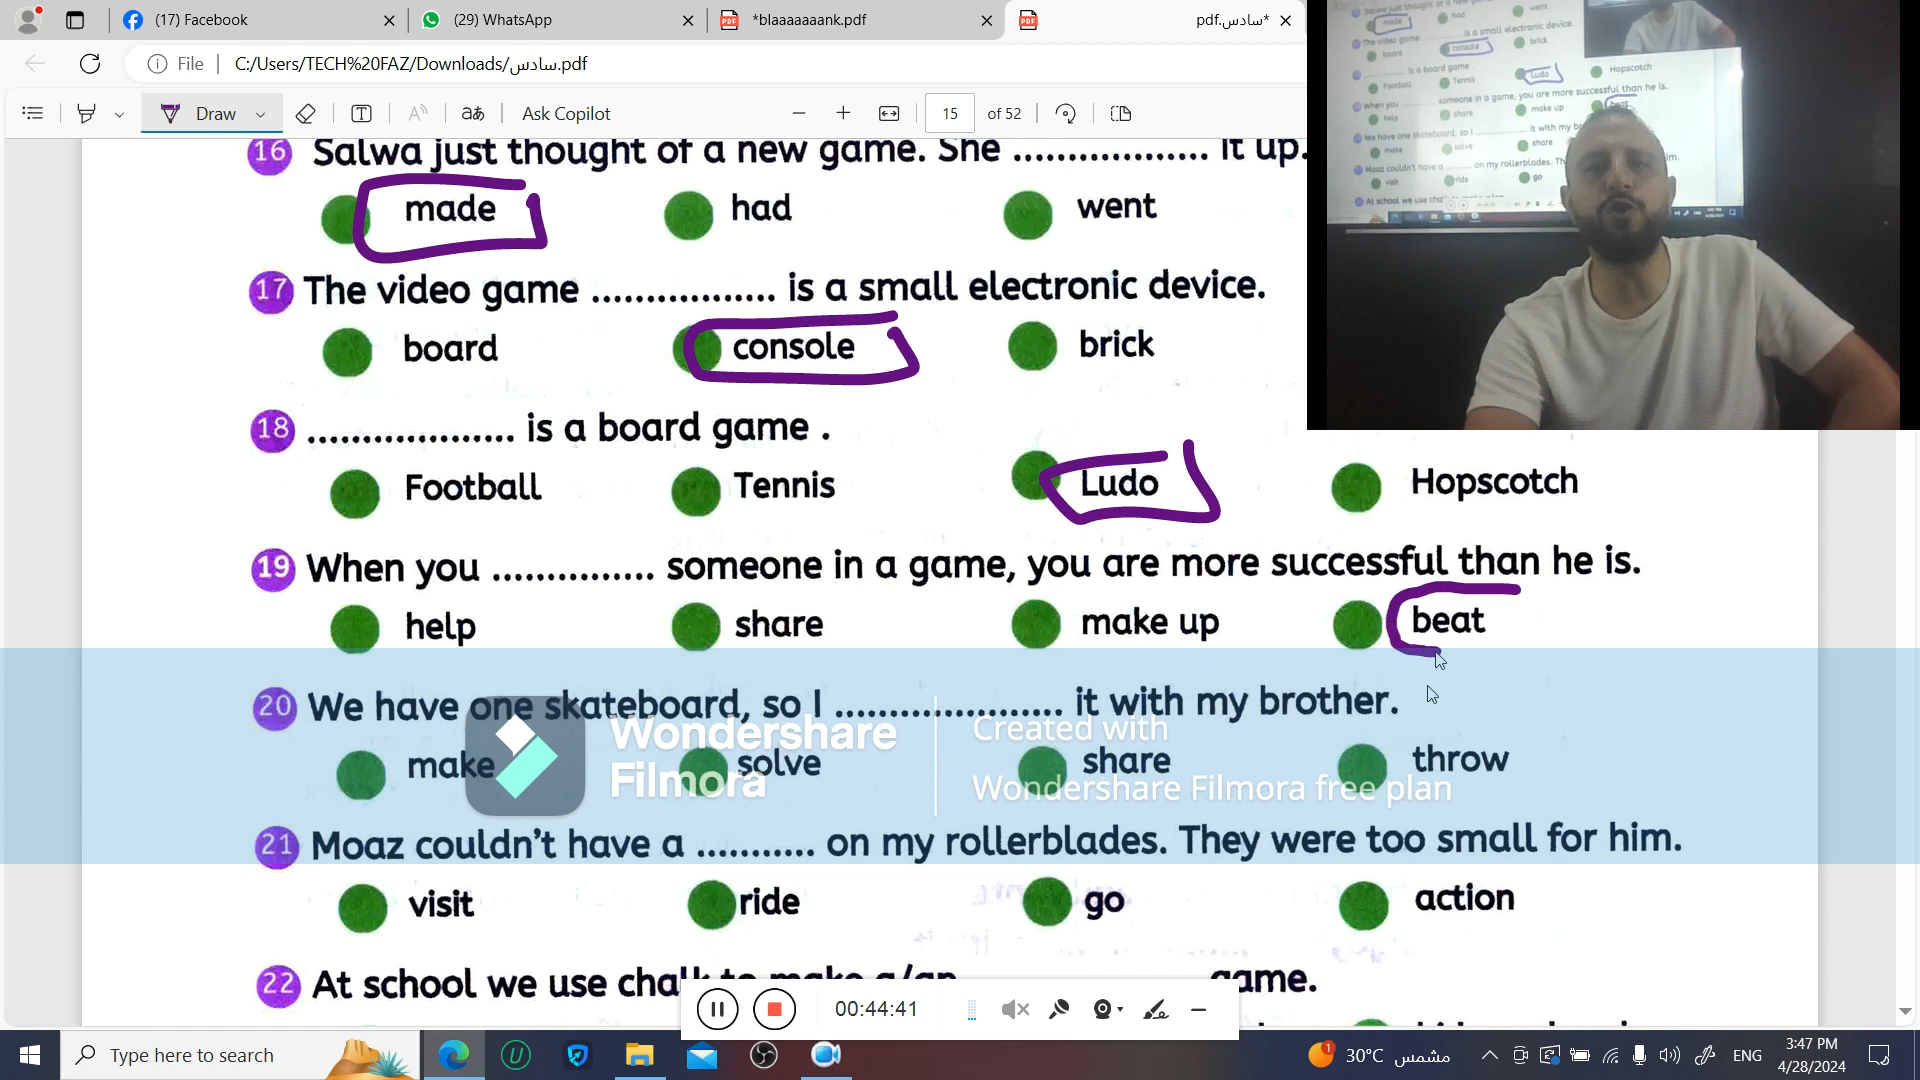 (17) Facebook
(29) WhatsApp
*blaaaaaaank.pdf
*سادس.pdf
File
C:/Users/TECH%20FAZ/Downloads/سادس.pdf
Draw
Ask Copilot
15 of 52
16 Salwa just thought of a new game. She .................. it up.
made had went
17 The video game ................. is a small electronic device.
board console brick
18 ................... is a board game .
Football Tennis Ludo Hopscotch
19 When you ............... someone in a game, you are more successful than he is.
help share make up beat
20 We have one skateboard, so I ..................... it with my brother.
make solve share throw
Wondershare Filmora
Created with
Wondershare Filmora free plan
21 Moaz couldn't have a ........... on my rollerblades. They were too small for him.
visit ride go action
22 At school we use chalk to make a/an game.
00:44:41
Type here to search
30°C مشمس
ENG
3:47 PM
4/28/2024